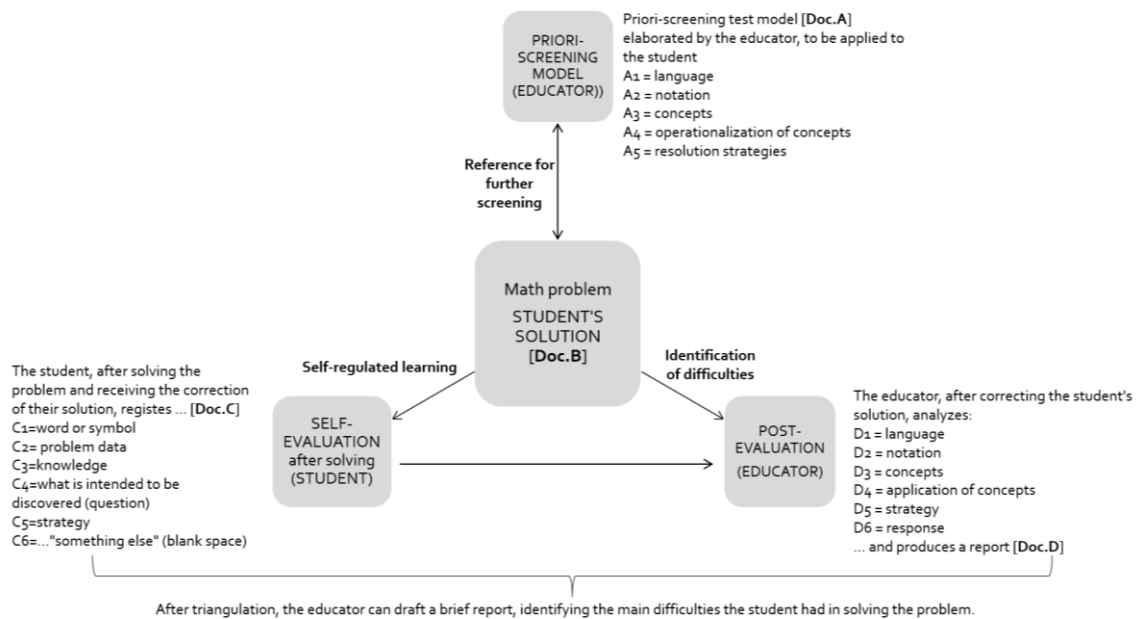 PRIORI-
SCREENING
MODEL
(EDUCATOR))
Priori-screening test model [Doc.A]
elaborated by the educator, to be applied to
the student
A1 = language
A2 = notation
A3 = concepts
A4 = operationalization of concepts
A5 = resolution strategies
Reference for
further
screening
Math problem
STUDENT'S
SOLUTION
[Doc.B]
Self-regulated learning
Identification
of difficulties
The student, after solving the
problem and receiving the correction
of their solution, registes ... [Doc.C]
C1=word or symbol
C2= problem data
C3=knowledge
C4=what is intended to be
discovered (question)
C5=strategy
C6=..."something else" (blank space)
SELF-
EVALUATION
after solving
(STUDENT)
POST-
EVALUATION
(EDUCATOR)
The educator, after correcting the student's
solution, analyzes:
D1 = language
D2 = notation
D3 = concepts
D4 = application of concepts
D5 = strategy
D6 = response
... and produces a report [Doc.D]
After triangulation, the educator can draft a brief report, identifying the main difficulties the student had in solving the problem.